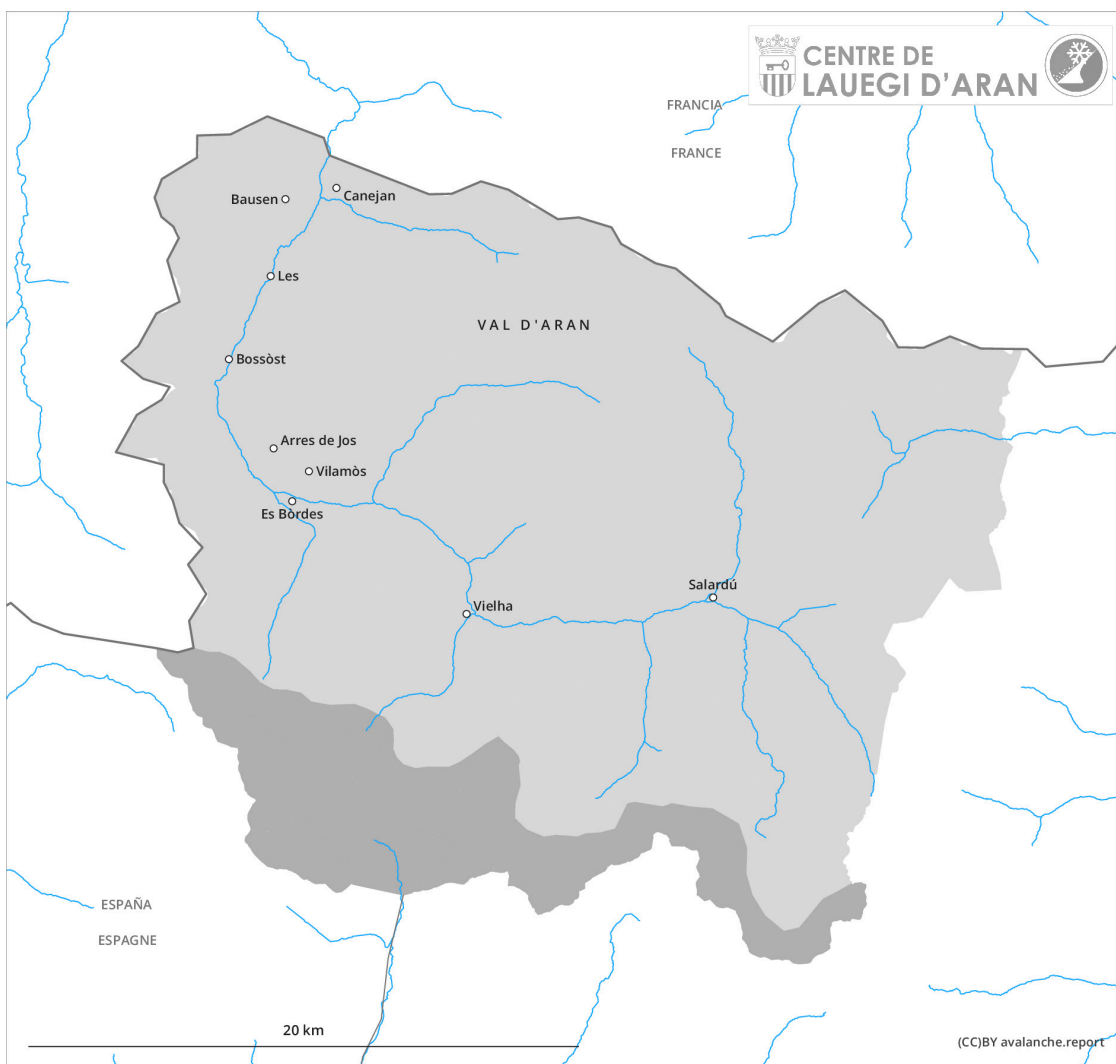 CENTRE DE
LAUEGI D'ARAN
FRANCIA
FRANCE
Bausen
Canejan
Les
VAL D'ARAN
Bossòst
Arres de Jos
Vilamòs
Es Bòrdes
Salardú
Vielha
ESPAÑA
ESPAGNE
20 km
(CC)BY avalanche.report